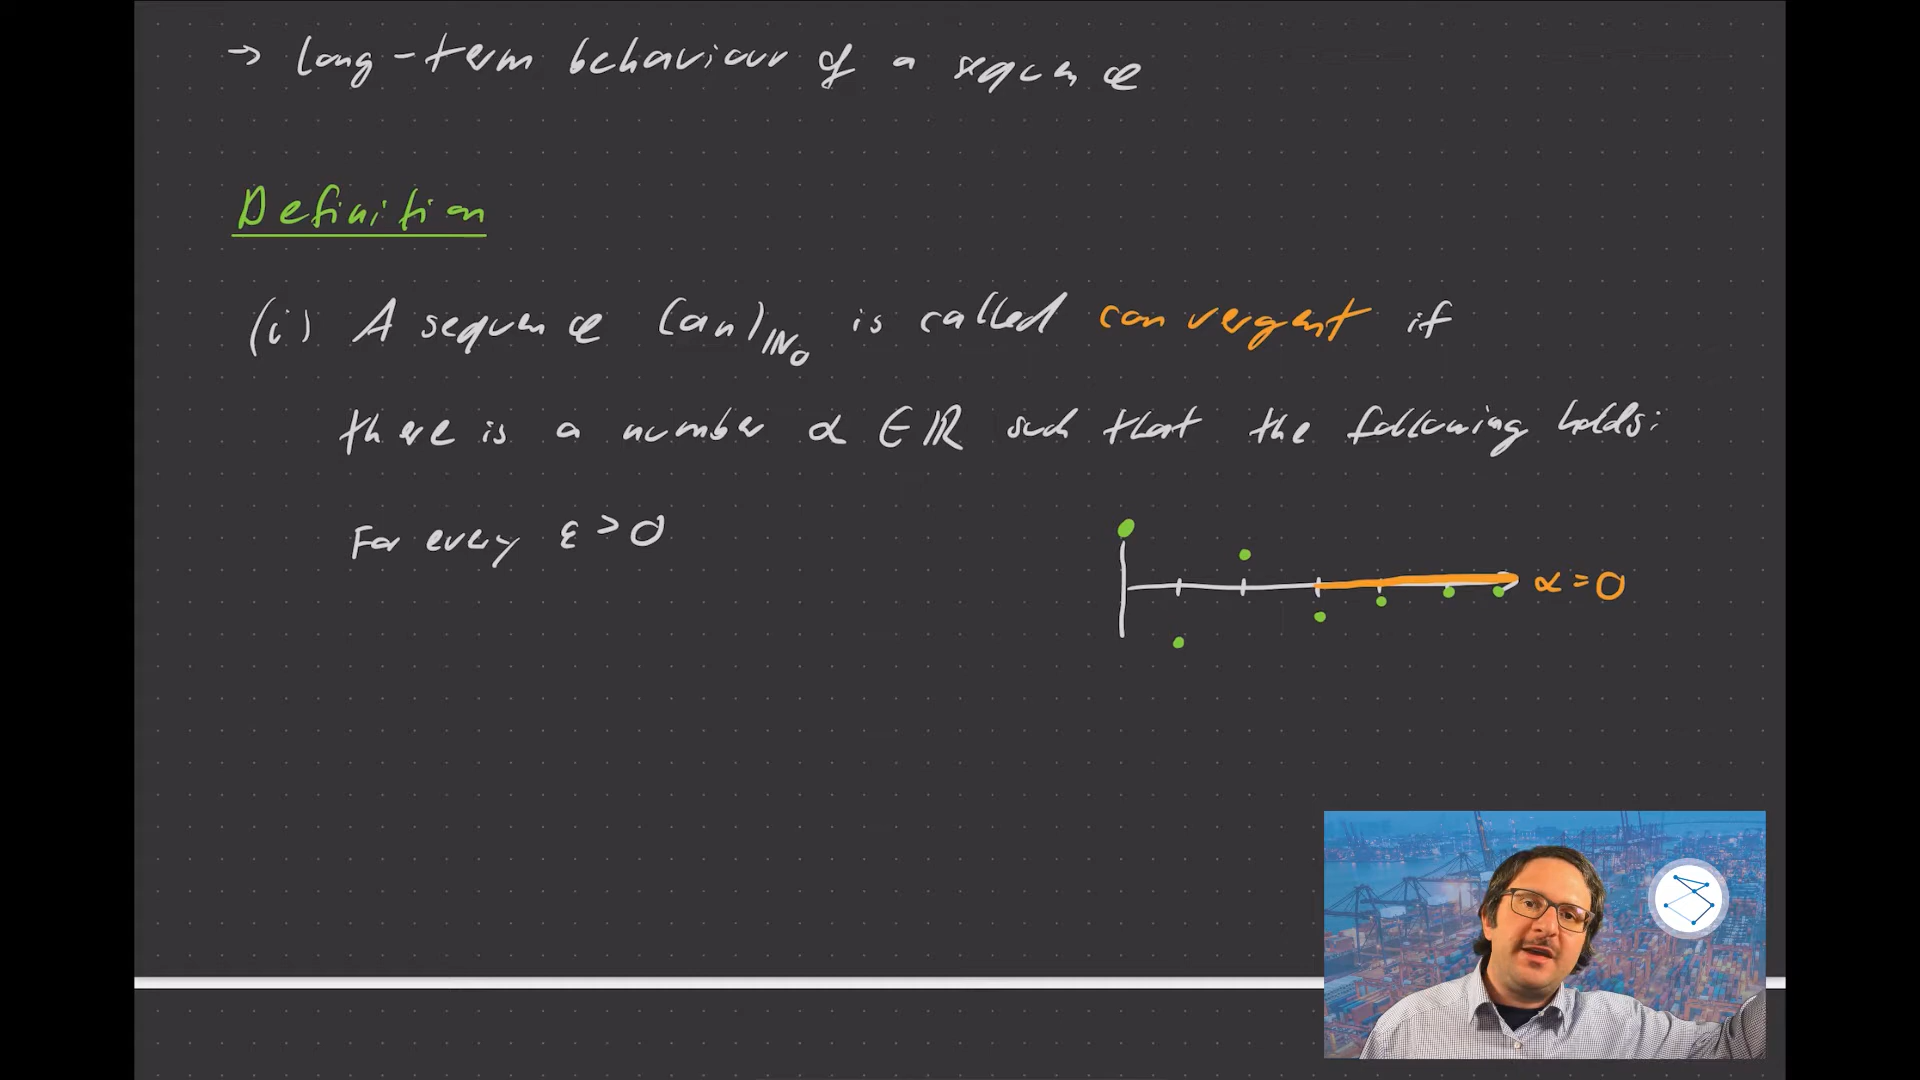 → long-term behaviour of a sequence
Definition
(i) A sequence (an)ℕ₀ is called convergent if
there is a number α ∈ ℝ such that the following holds:
For every ε > 0
α = 0